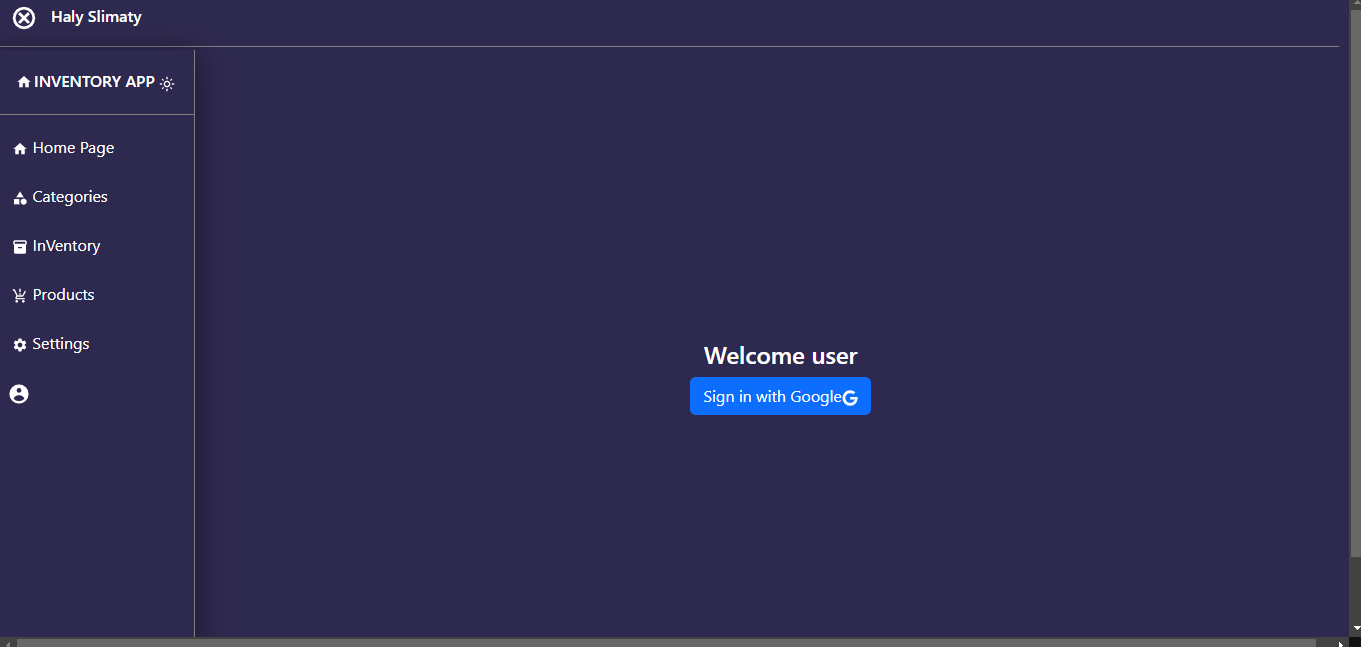 Haly Slimaty
INVENTORY APP
Home Page
Categories
InVentory
Products
Settings
Welcome user
Sign in with Google